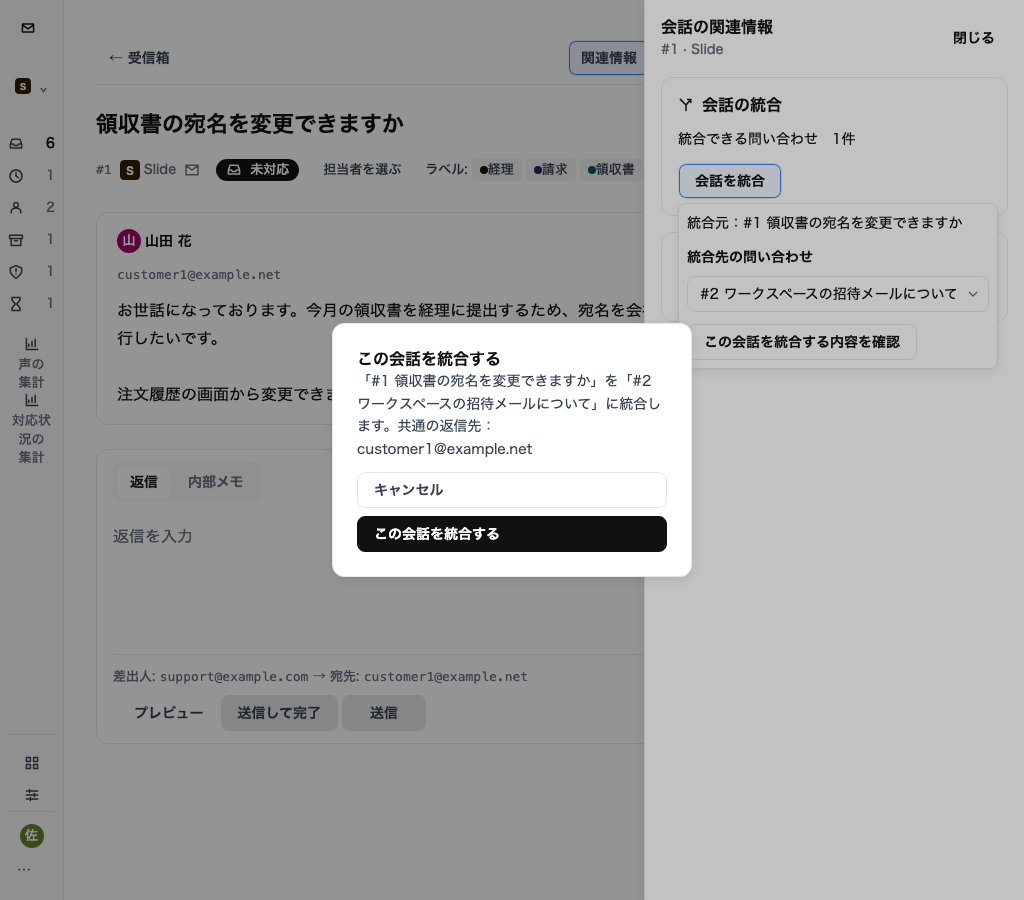 S
6
1
2
1
1
1
声の
集計
対応状
況の
集計
佐
…
← 受信箱
関連情報
領収書の宛名を変更できますか
#1 S Slide 未対応 担当者を選ぶ ラベル: 経理 請求 領収書
山 山田 花
customer1@example.net
お世話になっております。今月の領収書を経理に提出するため、宛名を会
行したいです。
注文履歴の画面から変更でき
返信 内部メモ
返信を入力
差出人: support@example.com → 宛先: customer1@example.net
プレビュー 送信して完了 送信
会話の関連情報
#1 · Slide
閉じる
会話の統合
統合できる問い合わせ 1件
会話を統合
統合元：#1 領収書の宛名を変更できますか
統合先の問い合わせ
#2 ワークスペースの招待メールについて
この会話を統合する内容を確認
この会話を統合する
「#1 領収書の宛名を変更できますか」を「#2
ワークスペースの招待メールについて」に統合し
ます。共通の返信先：
customer1@example.net
キャンセル
この会話を統合する